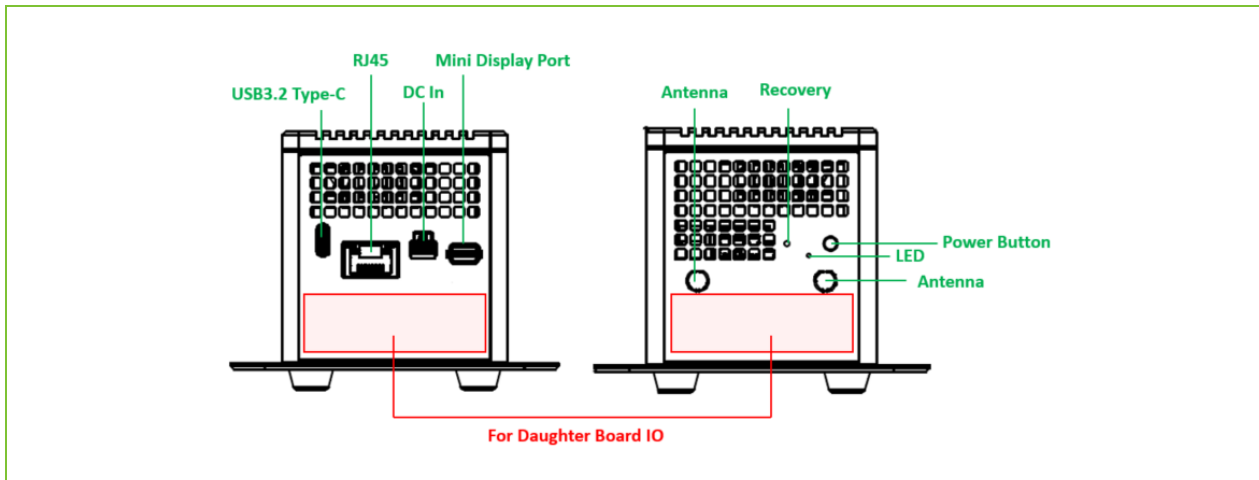 RJ45
Mini Display Port
USB3.2 Type-C
DC In
Antenna
Recovery
Power Button
LED
Antenna
For Daughter Board IO